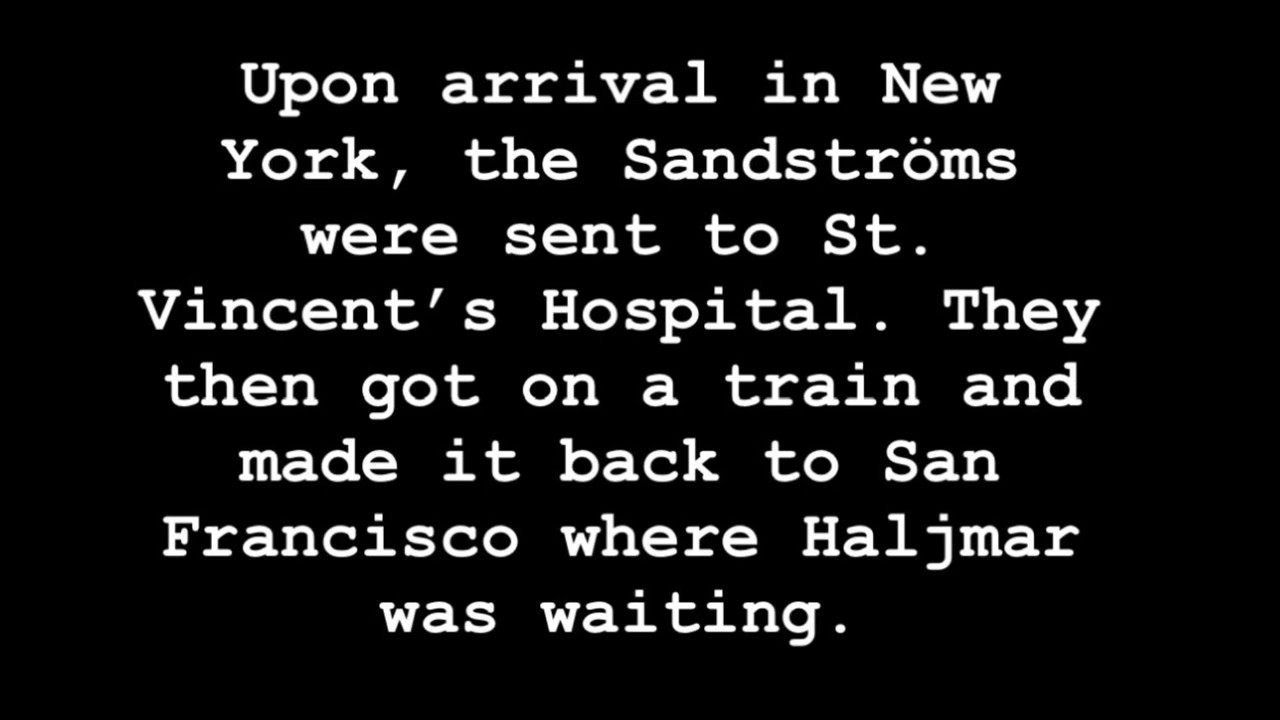 Upon arrival in New
York, the Sandströms
were sent to St.
Vincent’s Hospital. They
then got on a train and
made it back to San
Francisco where Haljmar
was waiting.